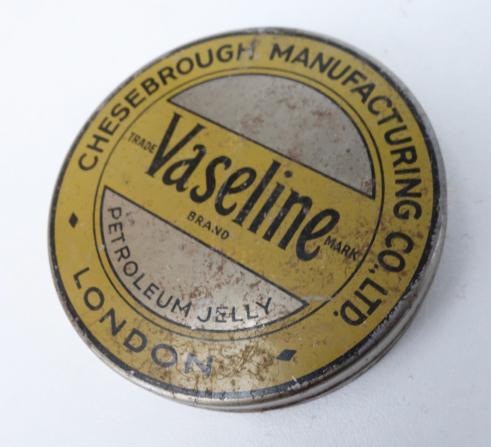 CHESEBROUGH MANUFACTURING CO., LTD.
TRADE Vaseline MARK
BRAND
PETROLEUM JELLY
LONDON